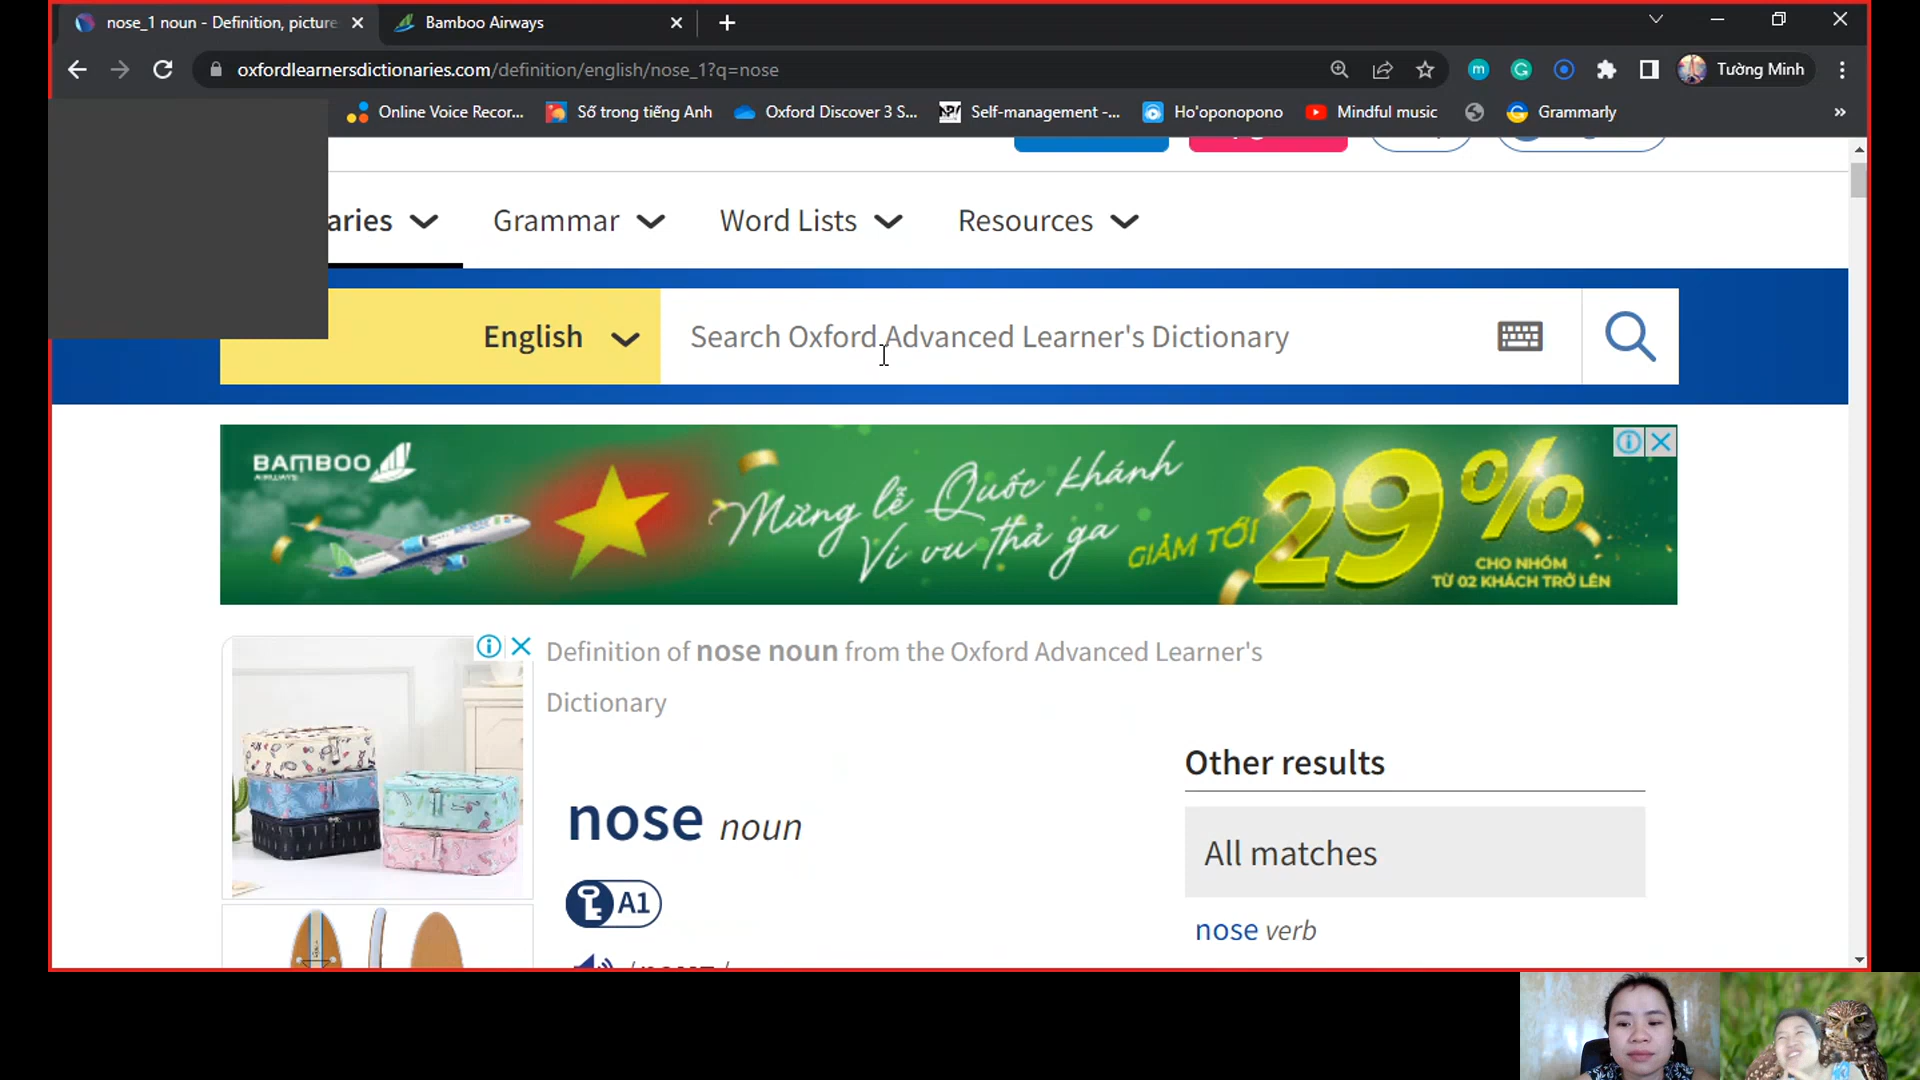 nose_1 noun - Definition, picture
Bamboo Airways
oxfordlearnersdictionaries.com/definition/english/nose_1?q=nose
Tường Minh
Online Voice Recor...
Số trong tiếng Anh
Oxford Discover 3 S...
Self-management -...
Ho'oponopono
Mindful music
Grammarly
aries
Grammar
Word Lists
Resources
English
Search Oxford Advanced Learner's Dictionary
BAMBOO
AIRWAYS
Mừng lễ Quốc khánh
Vi vu thả ga
GIẢM TỚI
29%
CHO NHÓM
TỪ 02 KHÁCH TRỞ LÊN
Definition of nose noun from the Oxford Advanced Learner's
Dictionary
nose noun
A1
Other results
All matches
nose verb